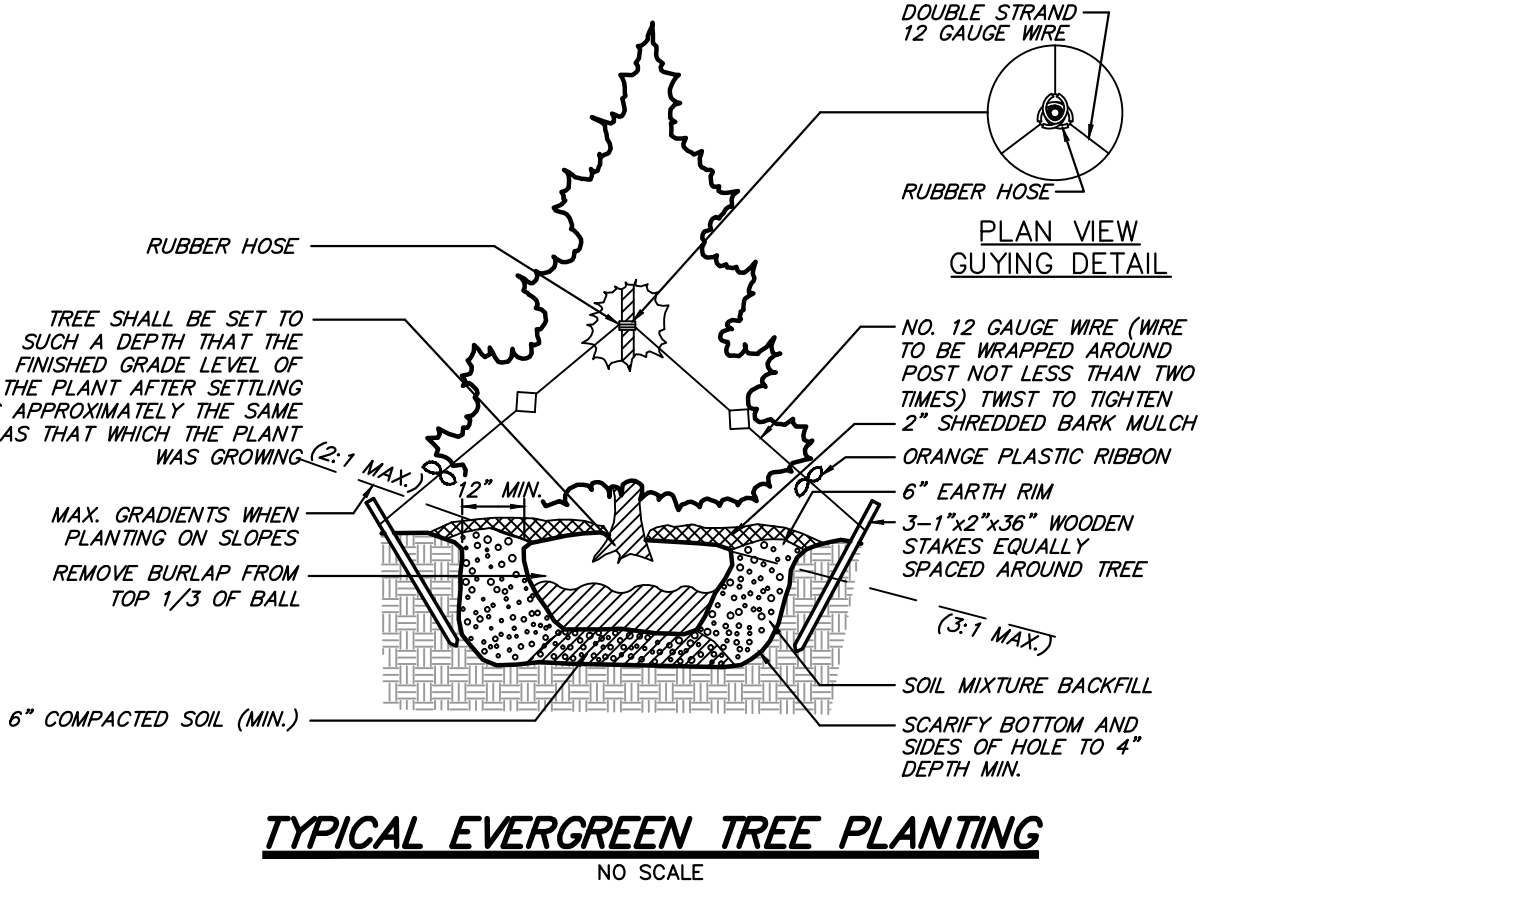 DOUBLE STRAND
12 GAUGE WIRE
RUBBER HOSE
PLAN VIEW
GUYING DETAIL
RUBBER HOSE
TREE SHALL BE SET TO
SUCH A DEPTH THAT THE
FINISHED GRADE LEVEL OF
THE PLANT AFTER SETTLING
APPROXIMATELY THE SAME
AS THAT WHICH THE PLANT
WAS GROWING
(2:1 MAX.)
12" MIN.
MAX. GRADIENTS WHEN
PLANTING ON SLOPES
REMOVE BURLAP FROM
TOP 1/3 OF BALL
6" COMPACTED SOIL (MIN.)
NO. 12 GAUGE WIRE (WIRE
TO BE WRAPPED AROUND
POST NOT LESS THAN TWO
TIMES) TWIST TO TIGHTEN
2" SHREDDED BARK MULCH
ORANGE PLASTIC RIBBON
6" EARTH RIM
3-1"x2"x36" WOODEN
STAKES EQUALLY
SPACED AROUND TREE
(3:1 MAX.)
SOIL MIXTURE BACKFILL
SCARIFY BOTTOM AND
SIDES OF HOLE TO 4"
DEPTH MIN.
TYPICAL EVERGREEN TREE PLANTING
NO SCALE